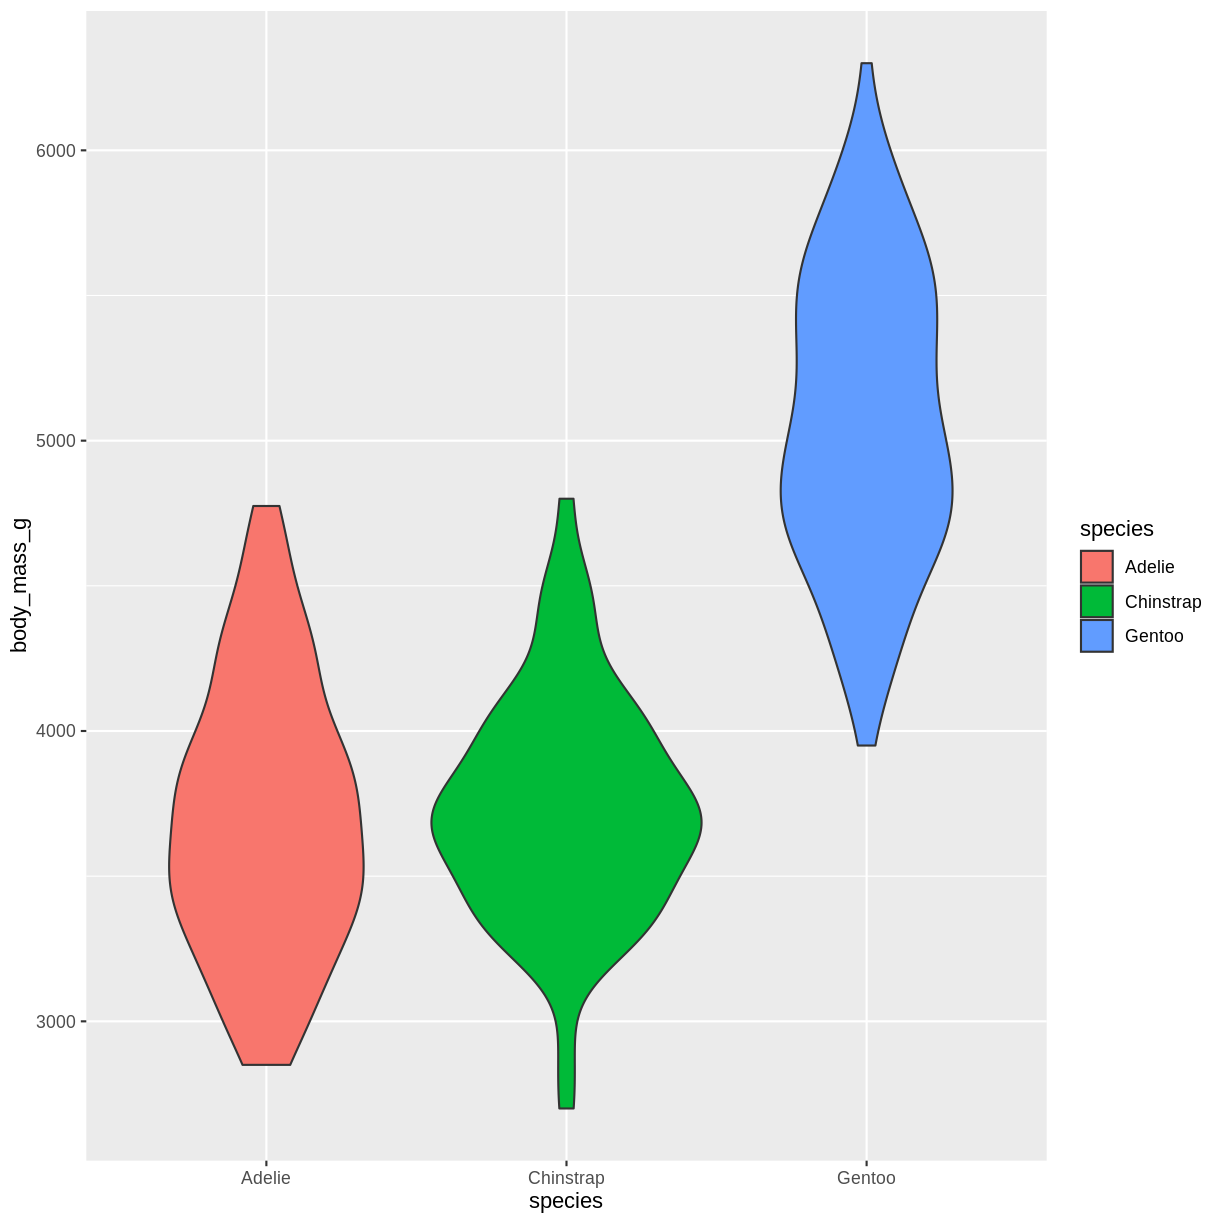 body_mass_g
6000
5000
4000
3000
Adelie Chinstrap Gentoo
species
species
Adelie
Chinstrap
Gentoo